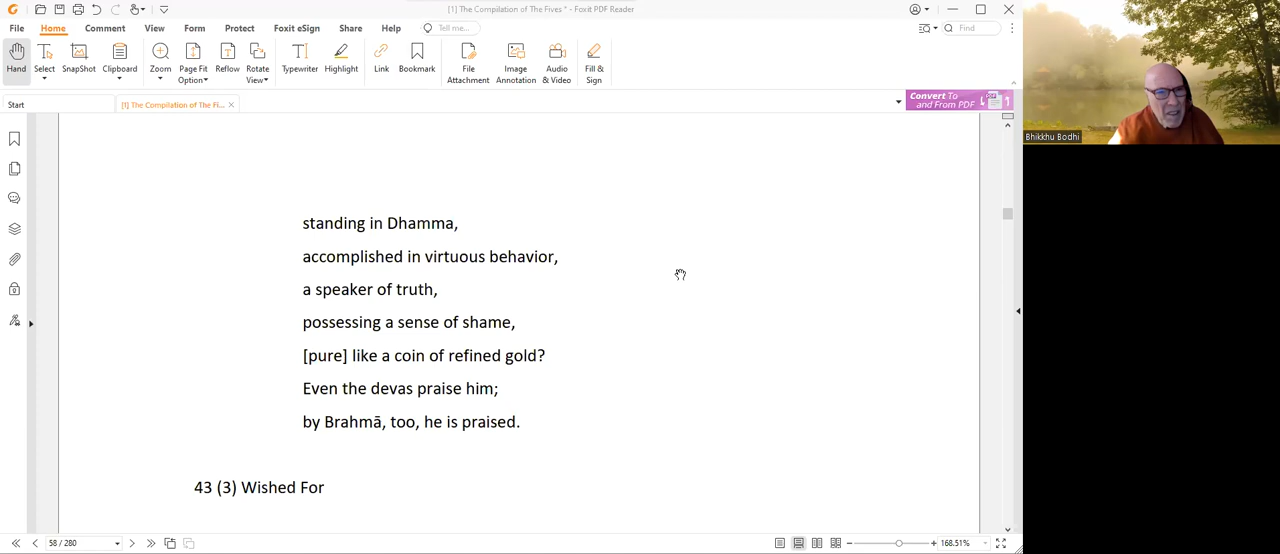 [1] The Compilation of The Fives * - Foxit PDF Reader
File Home Comment View Form Protect Foxit eSign Share Help Tell me... Find
Hand Select SnapShot Clipboard Zoom Page Fit Option Reflow Rotate View Typewriter Highlight Link Bookmark File Attachment Image Annotation Audio & Video Fill & Sign
Start
[1] The Compilation of The Fi...
Convert To
and From PDF
Bhikkhu Bodhi
standing in Dhamma,
accomplished in virtuous behavior,
a speaker of truth,
possessing a sense of shame,
[pure] like a coin of refined gold?
Even the devas praise him;
by Brahmā, too, he is praised.
43 (3) Wished For
58 / 280
168.51%